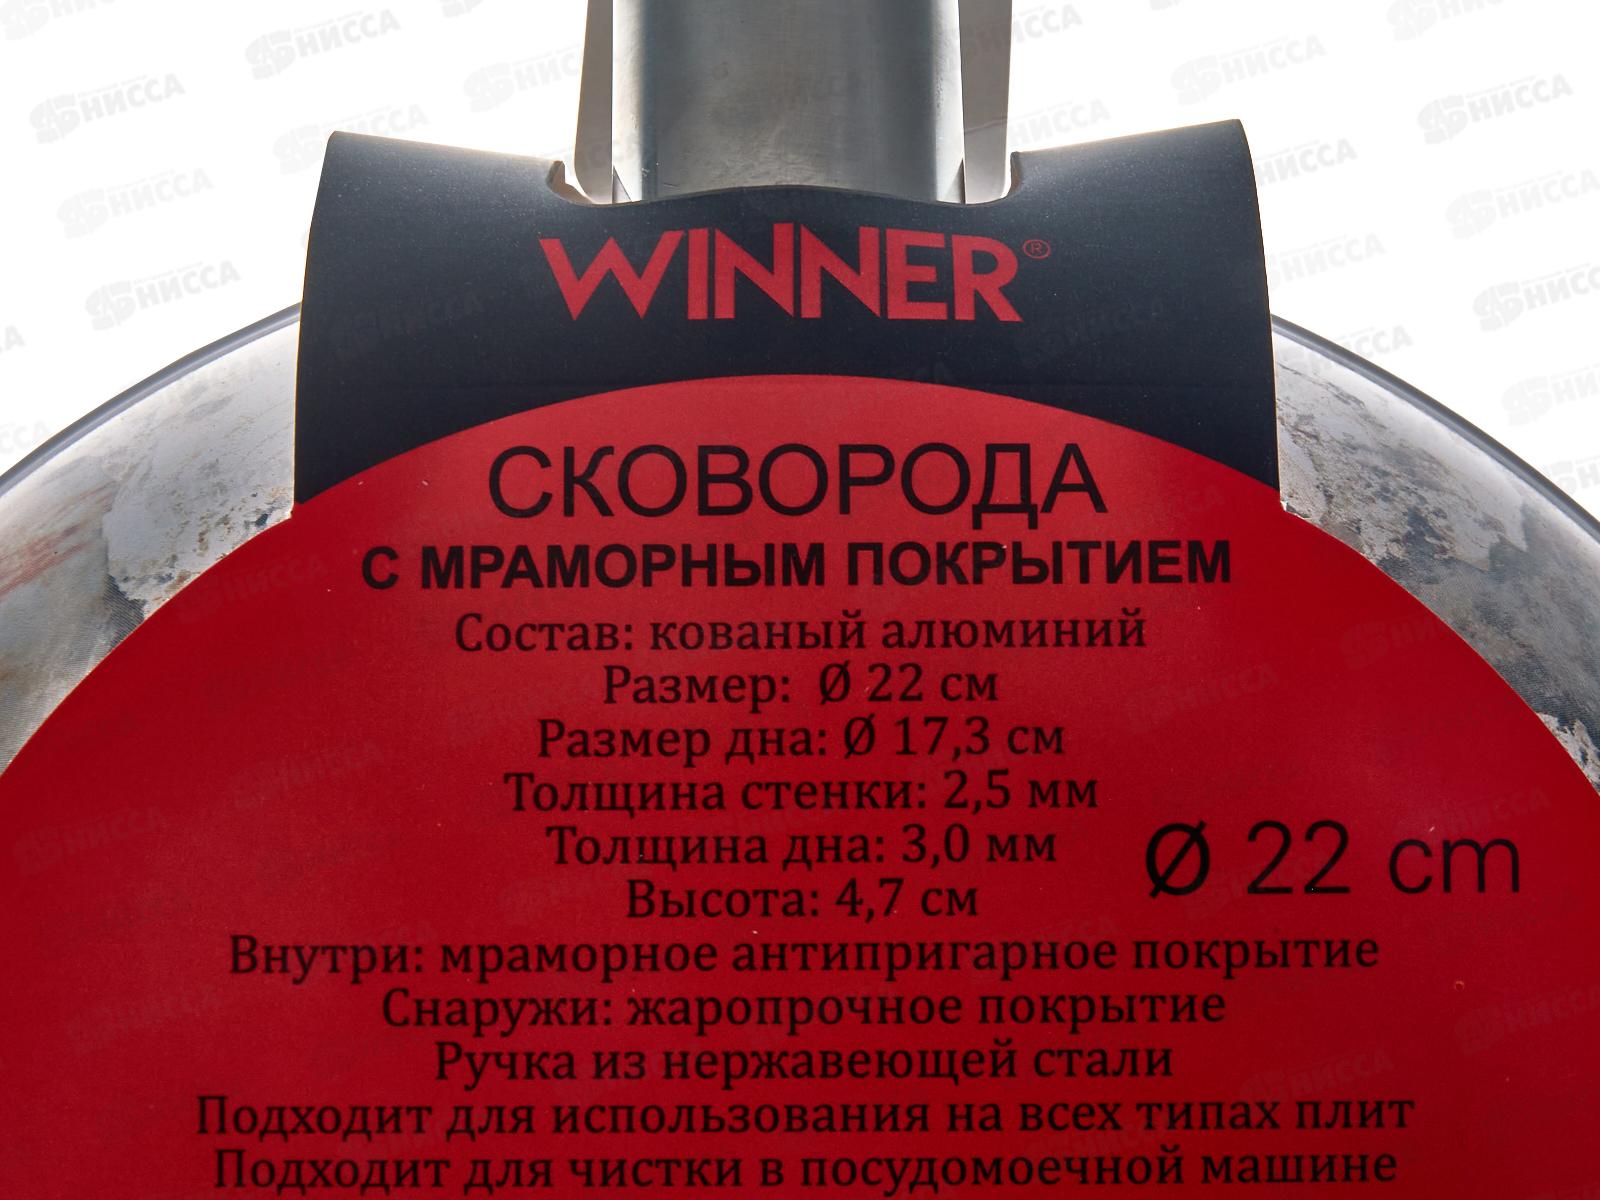 WINNER®
СКОВОРОДА
С МРАМОРНЫМ ПОКРЫТИЕМ
Состав: кованый алюминий
Размер: Ø 22 см
Размер дна: Ø 17,3 см
Толщина стенки: 2,5 мм
Толщина дна: 3,0 мм
Ø 22 cm
Высота: 4,7 см
Внутри: мраморное антипригарное покрытие
Снаружи: жаропрочное покрытие
Ручка из нержавеющей стали
Подходит для использования на всех типах плит
Подходит для чистки в посудомоечной машине
НИССА